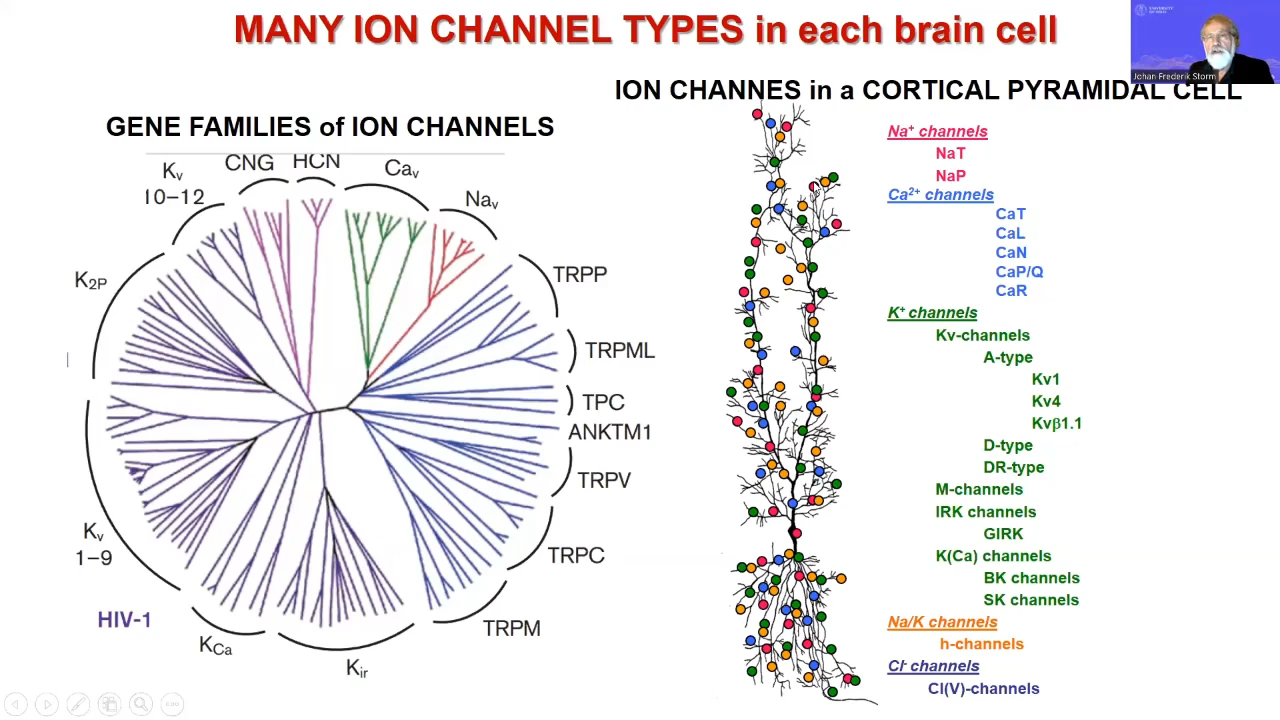 MANY ION CHANNEL TYPES in each brain cell
UNIVERSITY
OF OSLO
Johan Frederik Storm
ION CHANNES in a CORTICAL PYRAMIDAL CELL
GENE FAMILIES of ION CHANNELS
Kv
10–12
CNG
HCN
Cav
Nav
K2P
TRPP
TRPML
TPC
ANKTM1
TRPV
TRPC
TRPM
Kir
KCa
Kv
1–9
HIV-1
Na+ channels
NaT
NaP
Ca2+ channels
CaT
CaL
CaN
CaP/Q
CaR
K+ channels
Kv-channels
A-type
Kv1
Kv4
Kvβ1.1
D-type
DR-type
M-channels
IRK channels
GIRK
K(Ca) channels
BK channels
SK channels
Na/K channels
h-channels
Cl- channels
Cl(V)-channels